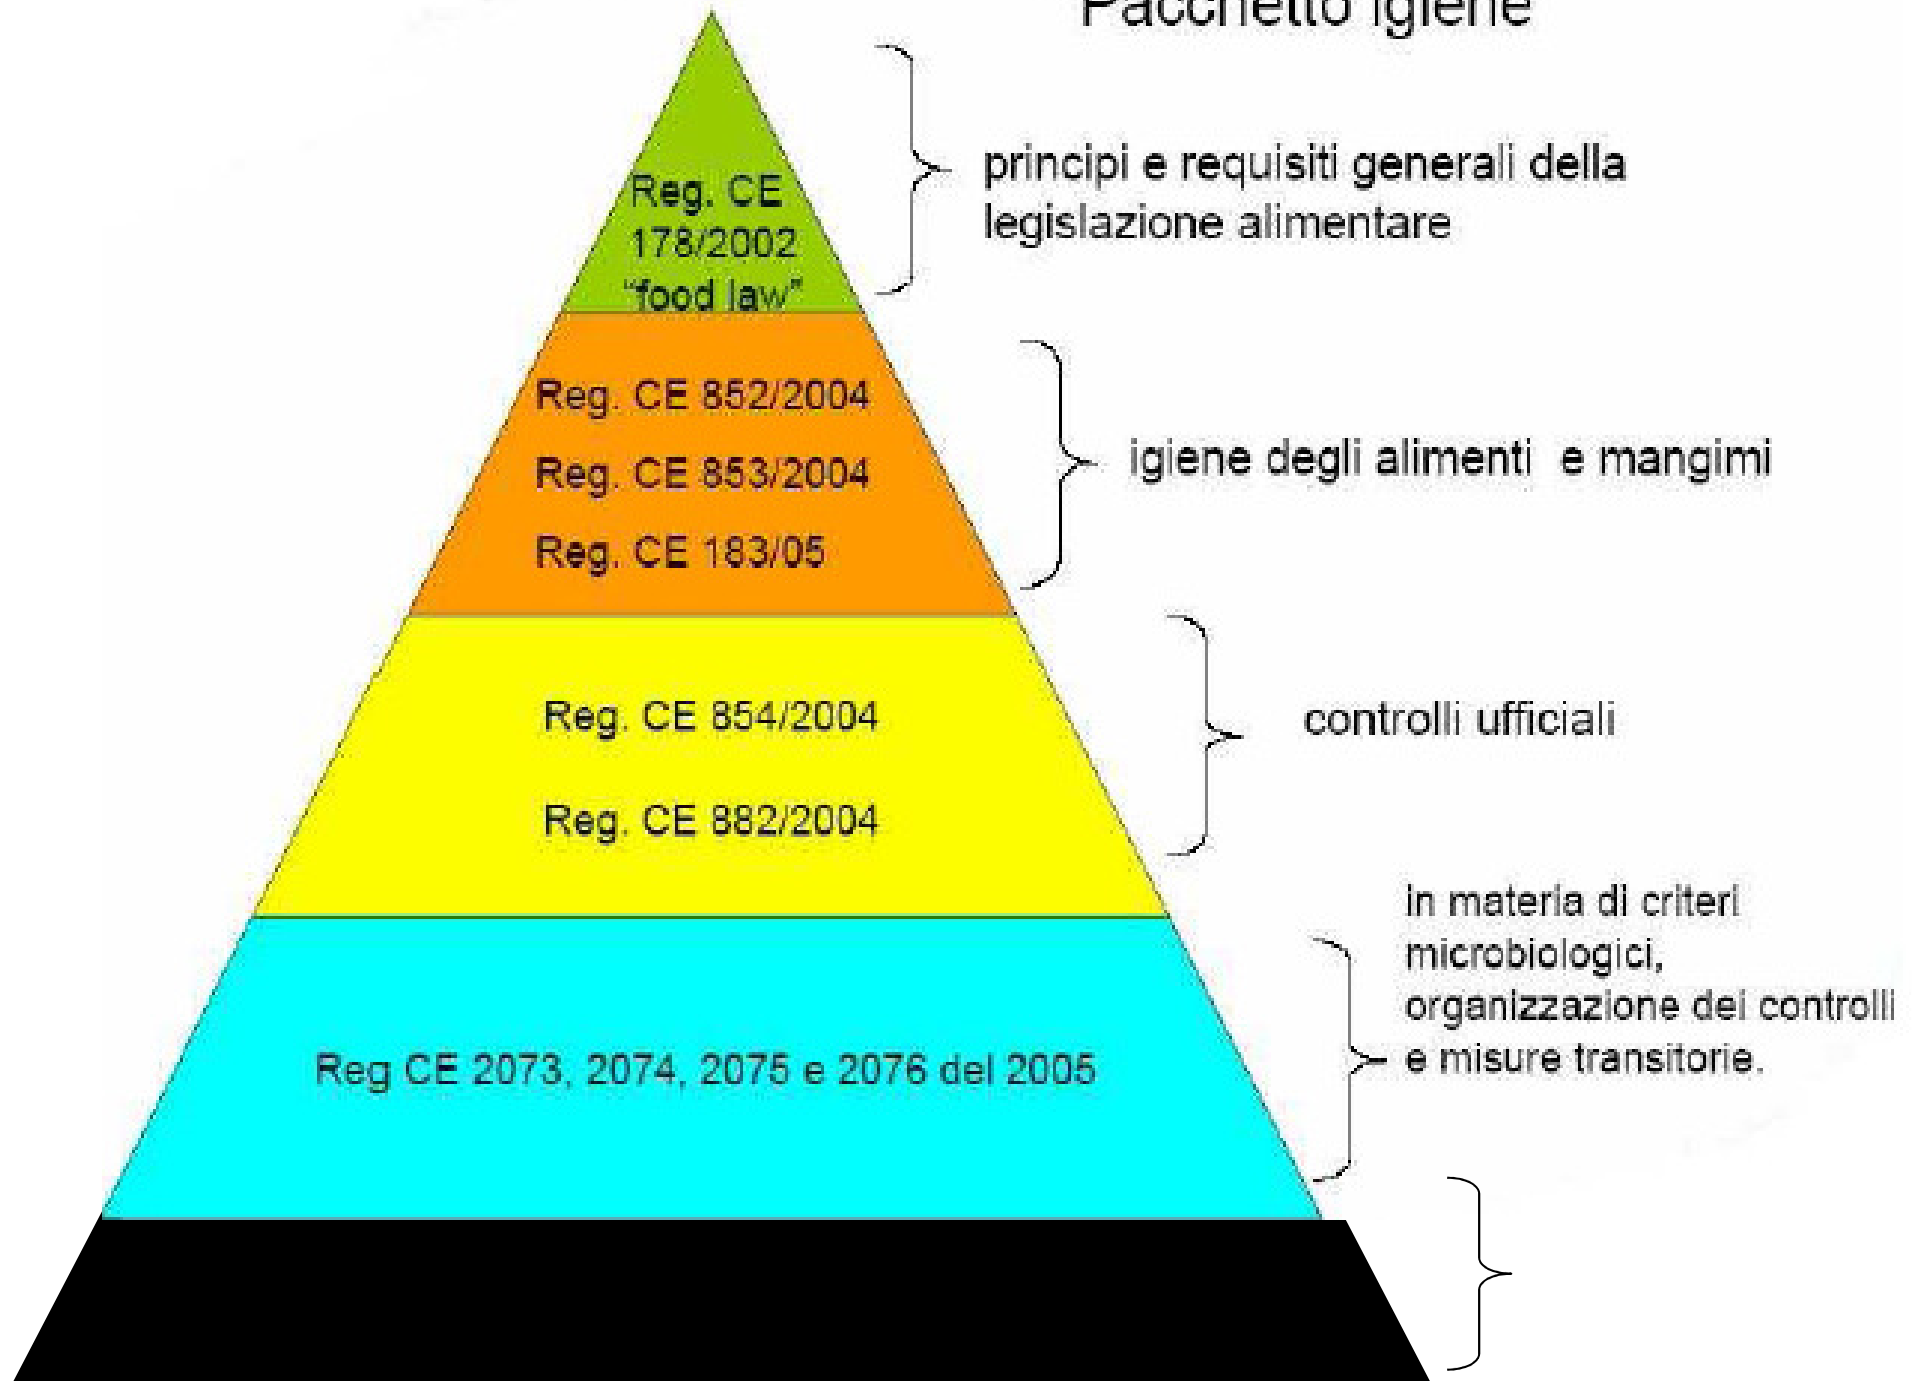 Pacchetto igiene
Reg. CE
178/2002
“food law”
principi e requisiti generali della
legislazione alimentare
Reg. CE 852/2004
Reg. CE 853/2004
Reg. CE 183/05
igiene degli alimenti e mangimi
Reg. CE 854/2004
Reg. CE 882/2004
controlli ufficiali
Reg CE 2073, 2074, 2075 e 2076 del 2005
in materia di criteri
microbiologici,
organizzazione dei controlli
e misure transitorie.